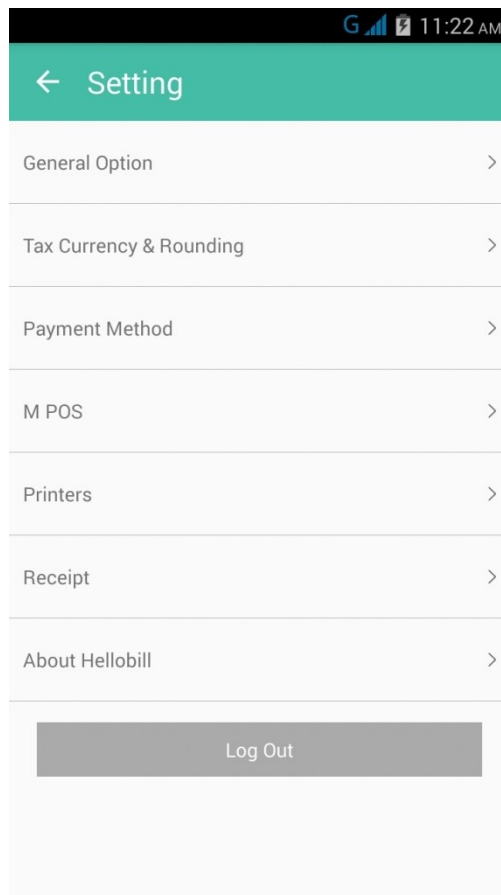 G 11:22 AM
Setting
General Option
Tax Currency & Rounding
Payment Method
M POS
Printers
Receipt
About Hellobill
Log Out